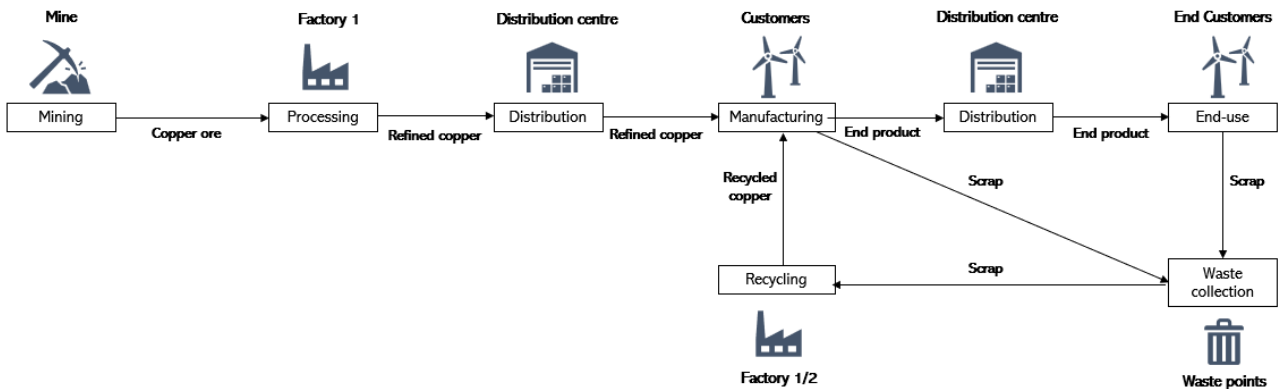 Mine
Factory 1
Distribution centre
Customers
Distribution centre
End Customers
Mining
Processing
Distribution
Manufacturing
Distribution
End-use
Copper ore
Refined copper
Refined copper
End product
End product
Recycled
copper
Scrap
Scrap
Recycling
Scrap
Waste
collection
Factory 1/2
Waste points